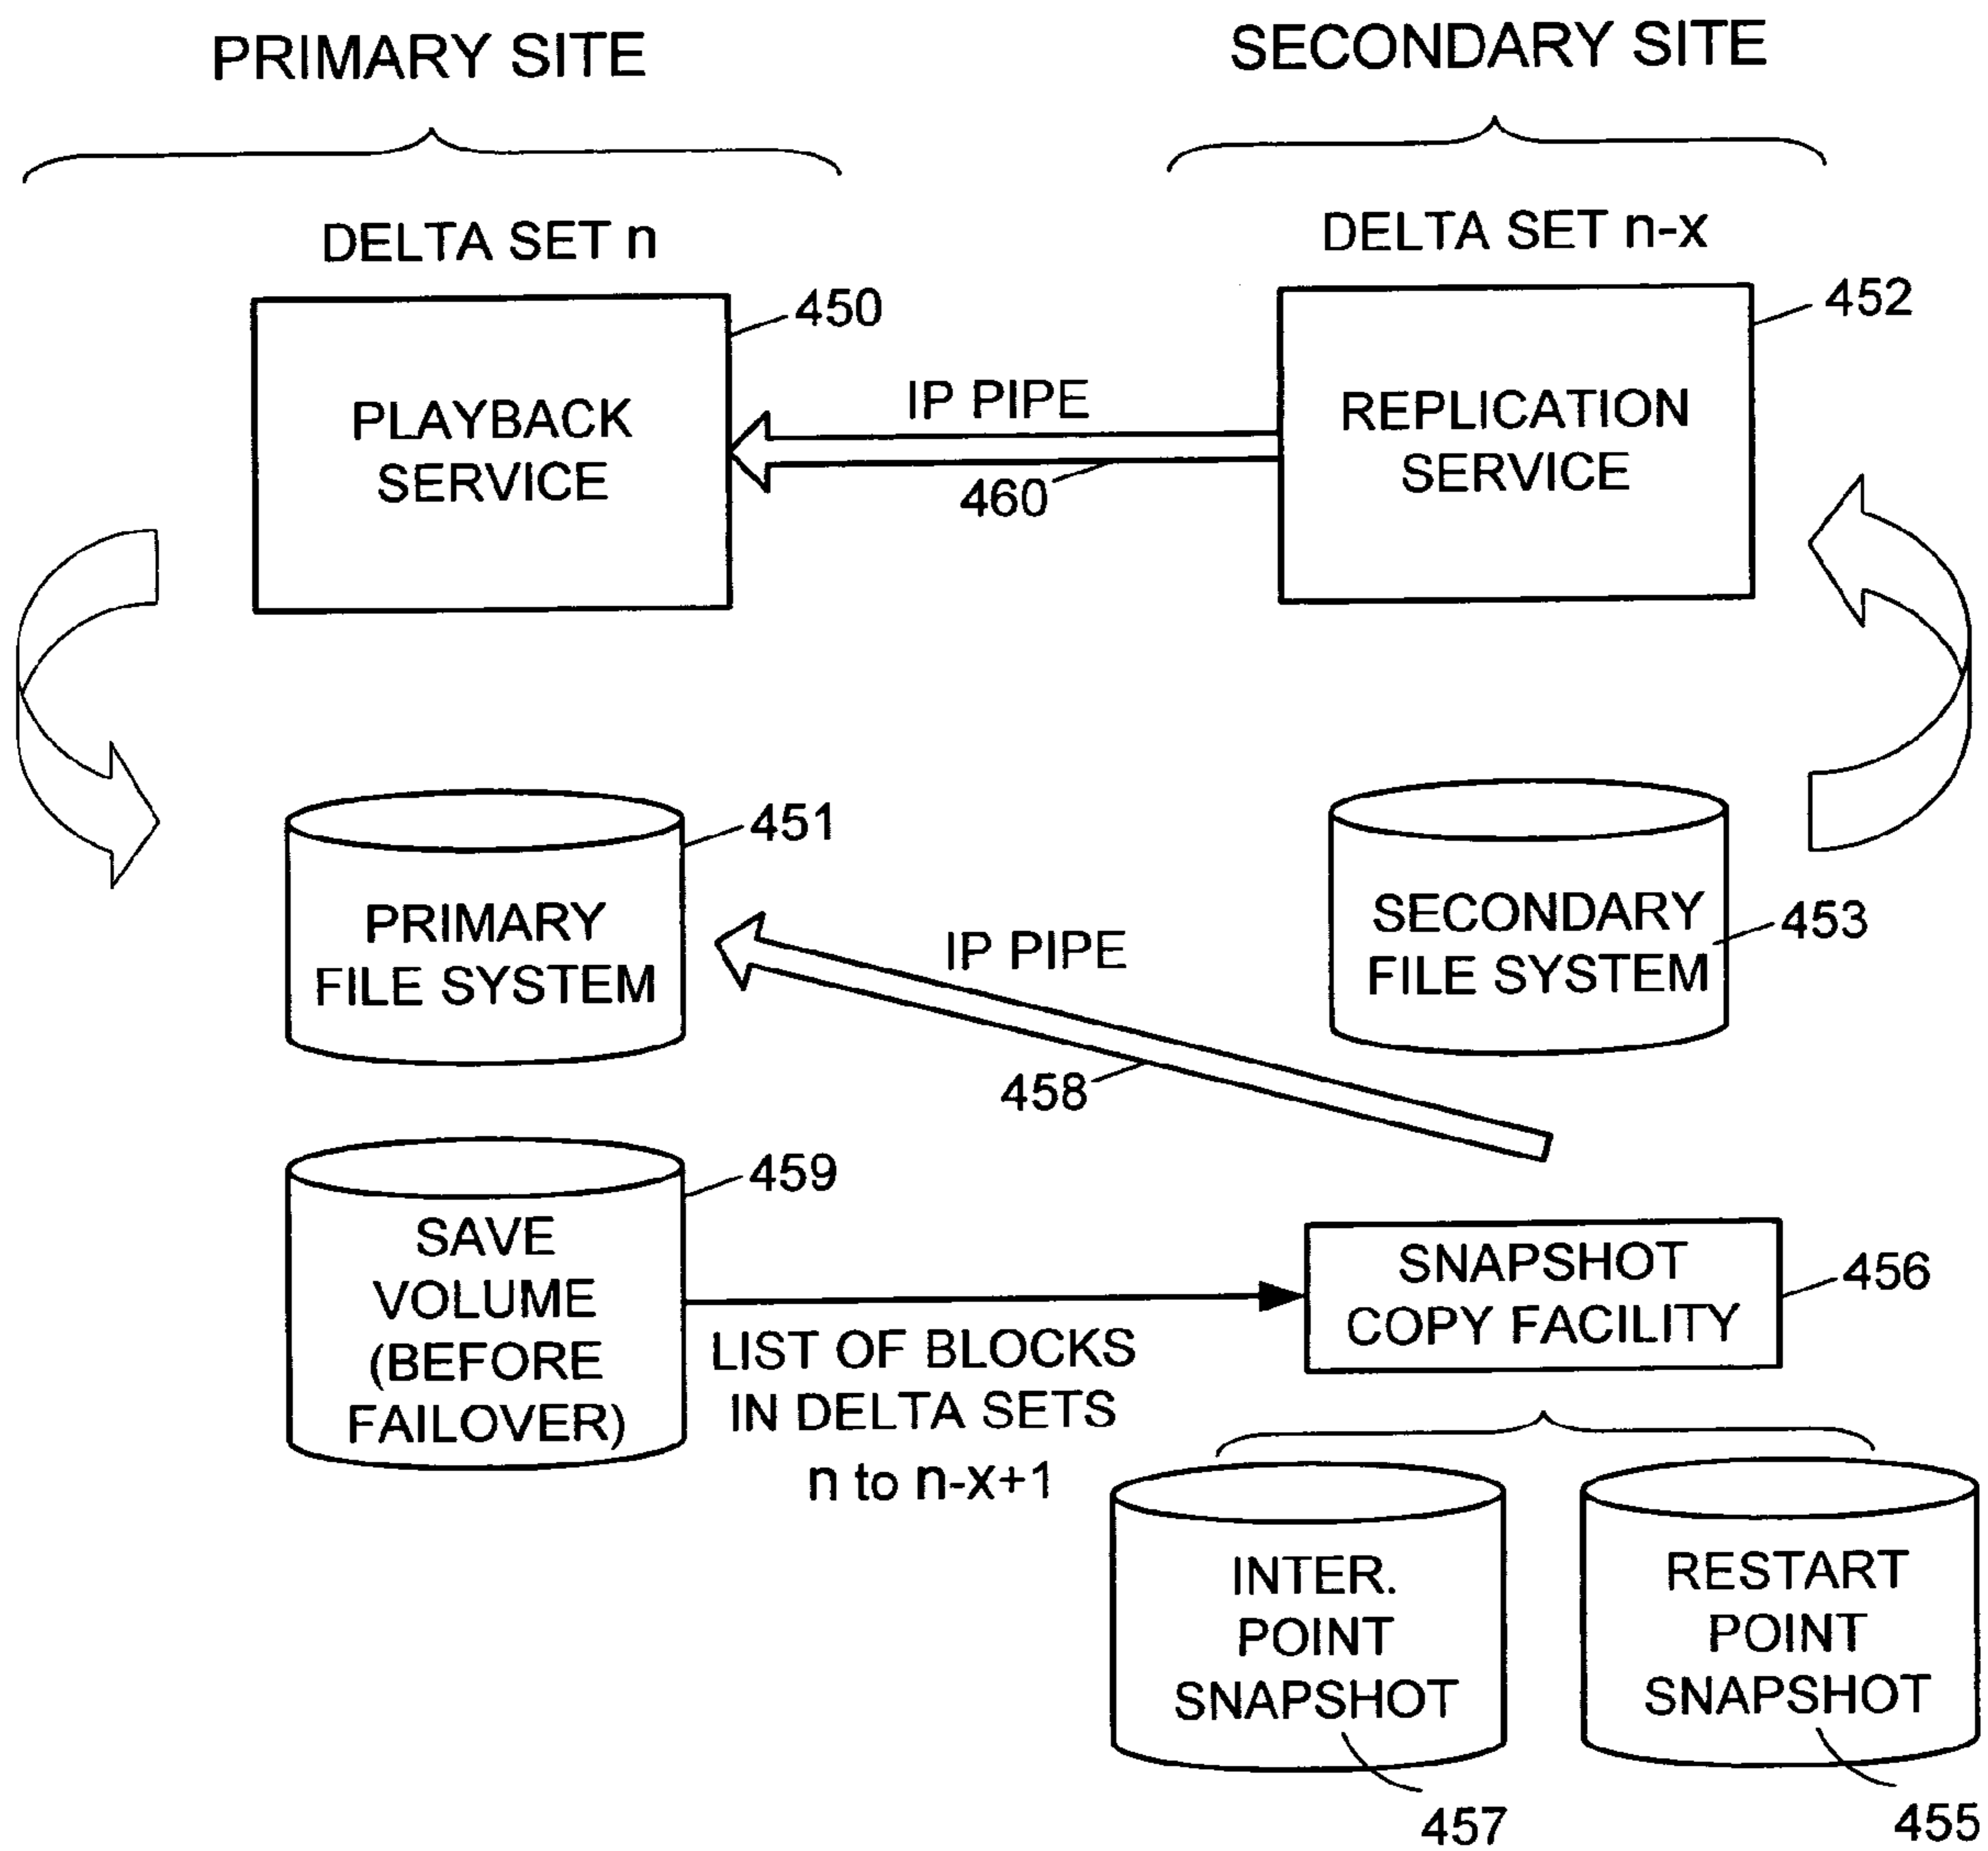 PRIMARY SITE
SECONDARY SITE
DELTA SET n
DELTA SET n-x
450
452
PLAYBACK
SERVICE
IP PIPE
460
REPLICATION
SERVICE
451
PRIMARY
FILE SYSTEM
IP PIPE
458
SECONDARY
FILE SYSTEM
453
459
SAVE
VOLUME
(BEFORE
FAILOVER)
LIST OF BLOCKS
IN DELTA SETS
n to n-x+1
SNAPSHOT
COPY FACILITY
456
INTER.
POINT
SNAPSHOT
457
RESTART
POINT
SNAPSHOT
455